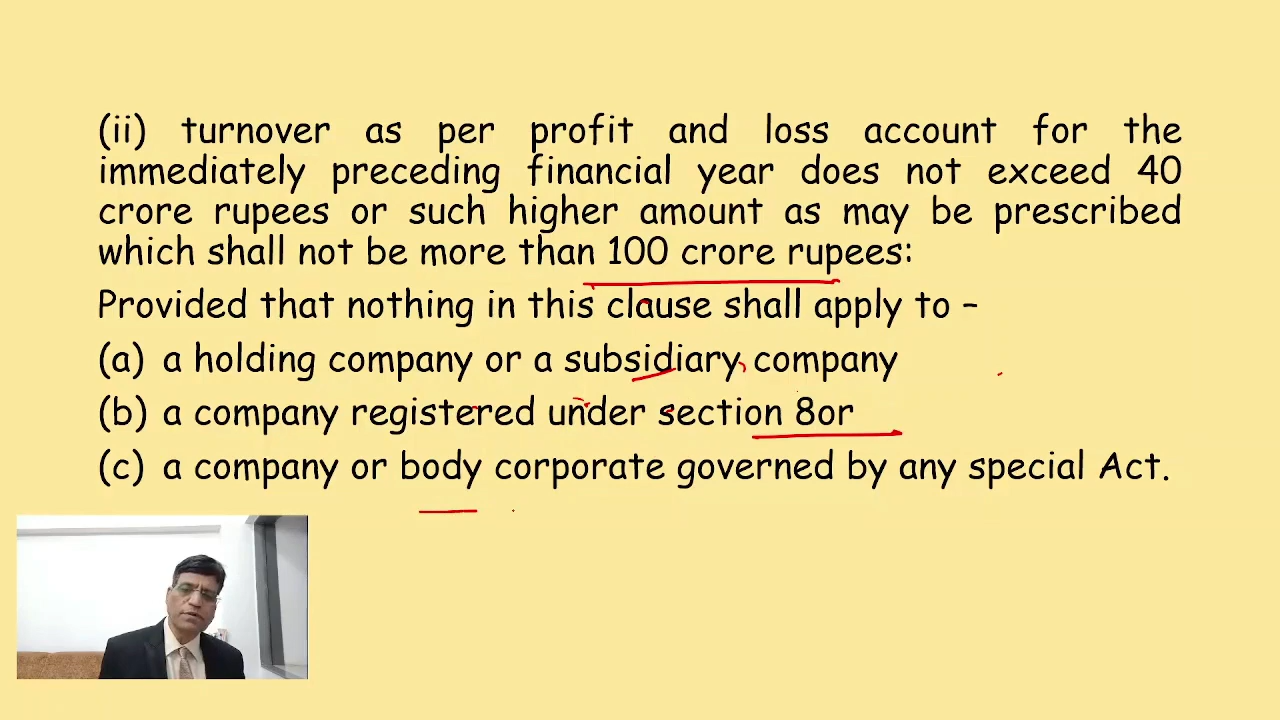 (ii) turnover as per profit and loss account for the
immediately preceding financial year does not exceed 40
crore rupees or such higher amount as may be prescribed
which shall not be more than 100 crore rupees:
Provided that nothing in this clause shall apply to –
(a) a holding company or a subsidiary company
(b) a company registered under section 8or
(c) a company or body corporate governed by any special Act.